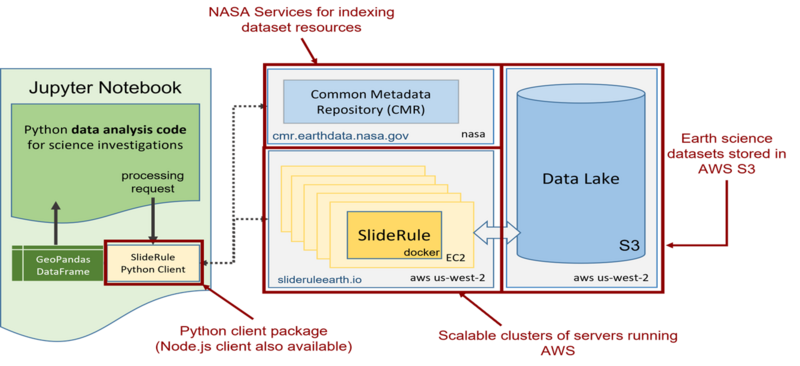 NASA Services for indexing
dataset resources
Jupyter Notebook
Python data analysis code
for science investigations
processing
request
GeoPandas
DataFrame
SlideRule
Python Client
Python client package
(Node.js client also available)
Common Metadata
Repository (CMR)
cmr.earthdata.nasa.gov
nasa
SlideRule
docker
EC2
slideruleearth.io
aws us-west-2
Data Lake
S3
aws us-west-2
Earth science
datasets stored in
AWS S3
Scalable clusters of servers running
AWS